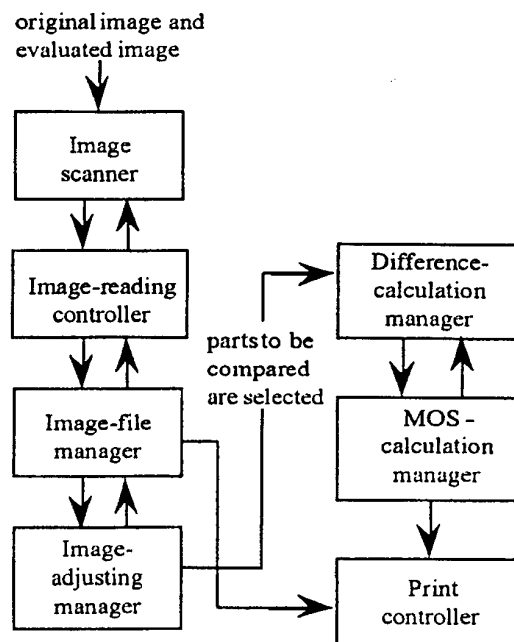 original image and
evaluated image
Image
scanner
Image-reading
controller
Image-file
manager
Image-
adjusting
manager
parts to be
compared
are selected
Difference-
calculation
manager
MOS -
calculation
manager
Print
controller